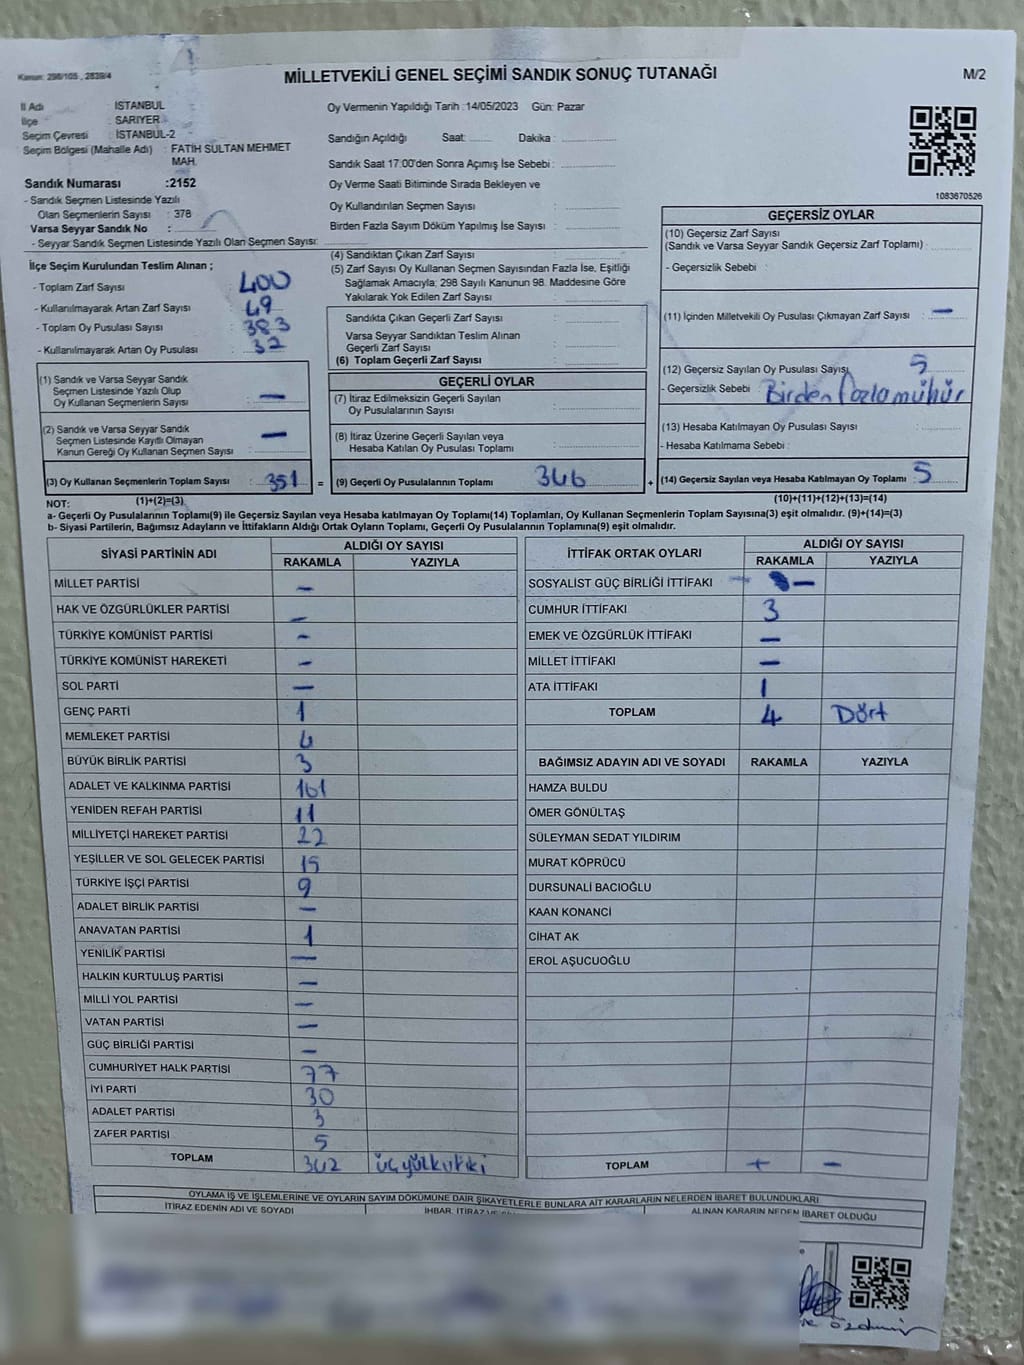 Kanun: 298/105 , 2839/4
MİLLETVEKİLİ GENEL SEÇİMİ SANDIK SONUÇ TUTANAĞI
M/2
İl Adı : İSTANBUL
İlçe : SARIYER
Seçim Çevresi : İSTANBUL-2
Seçim Bölgesi (Mahalle Adı) : FATİH SULTAN MEHMET MAH.
Sandık Numarası :2152
- Sandık Seçmen Listesinde Yazılı
Olan Seçmenlerin Sayısı : 378
Varsa Seyyar Sandık No :
- Seyyar Sandık Seçmen Listesinde Yazılı Olan Seçmen Sayısı:
Oy Vermenin Yapıldığı Tarih :14/05/2023 Gün: Pazar
Sandığın Açıldığı Saat: Dakika :
Sandık Saat 17:00'den Sonra Açımış İse Sebebi :
Oy Verme Saati Bitiminde Sırada Bekleyen ve
Oy Kullandırılan Seçmen Sayısı :
Birden Fazla Sayım Döküm Yapılmış İse Sayısı :
1083670526
İlçe Seçim Kurulundan Teslim Alınan ;
- Toplam Zarf Sayısı : 400
- Kullanılmayarak Artan Zarf Sayısı : 49
- Toplam Oy Pusulası Sayısı : 383
- Kullanılmayarak Artan Oy Pusulası : 32
(4) Sandıktan Çıkan Zarf Sayısı :
(5) Zarf Sayısı Oy Kullanan Seçmen Sayısından Fazla İse, Eşitliği
Sağlamak Amacıyla; 298 Sayılı Kanunun 98. Maddesine Göre
Yakılarak Yok Edilen Zarf Sayısı :
Sandıkta Çıkan Geçerli Zarf Sayısı :
Varsa Seyyar Sandıktan Teslim Alınan
Geçerli Zarf Sayısı :
(6) Toplam Geçerli Zarf Sayısı :
GEÇERSİZ OYLAR
(10) Geçersiz Zarf Sayısı
(Sandık ve Varsa Seyyar Sandık Geçersiz Zarf Toplamı) :
- Geçersizlik Sebebi :
(11) İçinden Milletvekili Oy Pusulası Çıkmayan Zarf Sayısı : —
(12) Geçersiz Sayılan Oy Pusulası Sayısı : 5
- Geçersizlik Sebebi : Birden fazla mühür
(13) Hesaba Katılmayan Oy Pusulası Sayısı :
- Hesaba Katılmama Sebebi :
(14) Geçersiz Sayılan veya Hesaba Katılmayan Oy Toplamı : 5
(10)+(11)+(12)+(13)=(14)
(1) Sandık ve Varsa Seyyar Sandık
Seçmen Listesinde Yazılı Olup
Oy Kullanan Seçmenlerin Sayısı : —
(2) Sandık ve Varsa Seyyar Sandık
Seçmen Listesinde Kayıtlı Olmayan
Kanun Gereği Oy Kullanan Seçmen Sayısı : —
(3) Oy Kullanan Seçmenlerin Toplam Sayısı : 351 =
(1)+(2)=(3)
GEÇERLİ OYLAR
(7) İtiraz Edilmeksizin Geçerli Sayılan
Oy Pusulalarının Sayısı :
(8) İtiraz Üzerine Geçerli Sayılan veya
Hesaba Katılan Oy Pusulası Toplamı :
(9) Geçerli Oy Pusulalarının Toplamı : 346 +
NOT:
a- Geçerli Oy Pusulalarının Toplamı(9) ile Geçersiz Sayılan veya Hesaba katılmayan Oy Toplamı(14) Toplamları, Oy Kullanan Seçmenlerin Toplam Sayısına(3) eşit olmalıdır. (9)+(14)=(3)
b- Siyasi Partilerin, Bağımsız Adayların ve İttifakların Aldığı Ortak Oyların Toplamı, Geçerli Oy Pusulalarının Toplamına(9) eşit olmalıdır.
SİYASİ PARTİNİN ADI ALDIĞI OY SAYISI
RAKAMLA YAZIYLA
MİLLET PARTİSİ —
HAK VE ÖZGÜRLÜKLER PARTİSİ —
TÜRKİYE KOMÜNİST PARTİSİ —
TÜRKİYE KOMÜNİST HAREKETİ —
SOL PARTİ —
GENÇ PARTİ 1
MEMLEKET PARTİSİ 4
BÜYÜK BİRLİK PARTİSİ 3
ADALET VE KALKINMA PARTİSİ 161
YENİDEN REFAH PARTİSİ 11
MİLLİYETÇİ HAREKET PARTİSİ 22
YEŞİLLER VE SOL GELECEK PARTİSİ 15
TÜRKİYE İŞÇİ PARTİSİ 9
ADALET BİRLİK PARTİSİ —
ANAVATAN PARTİSİ 1
YENİLİK PARTİSİ —
HALKIN KURTULUŞ PARTİSİ —
MİLLİ YOL PARTİSİ —
VATAN PARTİSİ —
GÜÇ BİRLİĞİ PARTİSİ —
CUMHURİYET HALK PARTİSİ 77
İYİ PARTİ 30
ADALET PARTİSİ 3
ZAFER PARTİSİ 5
TOPLAM 342 üçyüzkırkiki
İTTİFAK ORTAK OYLARI ALDIĞI OY SAYISI
RAKAMLA YAZIYLA
SOSYALİST GÜÇ BİRLİĞİ İTTİFAKI —
CUMHUR İTTİFAKI 3
EMEK VE ÖZGÜRLÜK İTTİFAKI —
MİLLET İTTİFAKI —
ATA İTTİFAKI 1
TOPLAM 4 Dört
BAĞIMSIZ ADAYIN ADI VE SOYADI RAKAMLA YAZIYLA
HAMZA BULDU
ÖMER GÖNÜLTAŞ
SÜLEYMAN SEDAT YILDIRIM
MURAT KÖPRÜCÜ
DURSUNALİ BACIOĞLU
KAAN KONANCİ
CİHAT AK
EROL AŞUCUOĞLU
TOPLAM — —
OYLAMA İŞ VE İŞLEMLERİNE VE OYLARIN SAYIM DÖKÜMÜNE DAİR ŞİKAYETLERLE BUNLARA AİT KARARLARIN NELERDEN İBARET BULUNDUKLARI
İTİRAZ EDENİN ADI VE SOYADI
İHBAR, İTİRAZ
ALINAN KARARIN NEDEN İBARET OLDUĞU